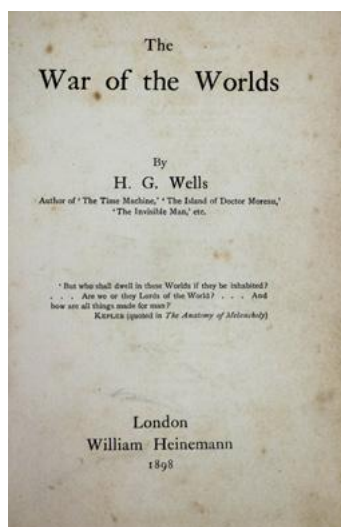 The
War of the Worlds
By
H. G. Wells
Author of ‘The Time Machine,’ ‘The Island of Doctor Moreau,’
‘The Invisible Man,’ etc.
‘But who shall dwell in these Worlds if they be inhabited?
. . . Are we or they Lords of the World? . . . And
how are all things made for man?
KEPLER (quoted in The Anatomy of Melancholy)
London
William Heinemann
1898